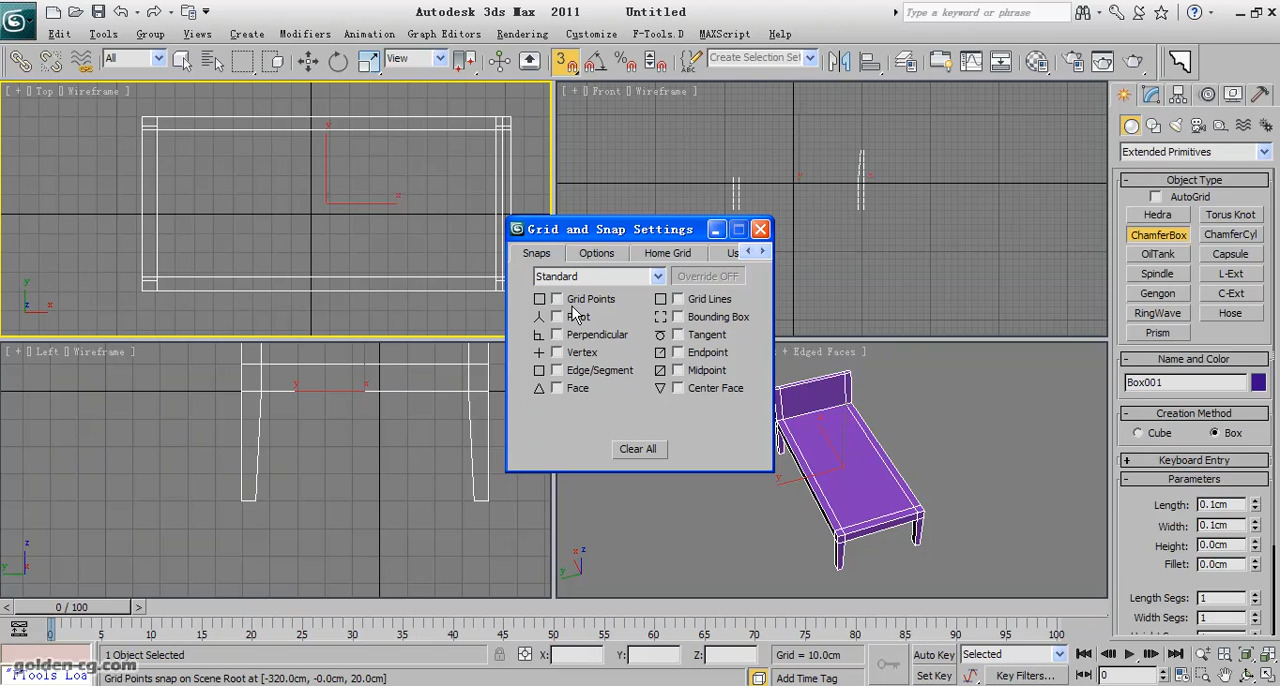 Autodesk 3ds Max 2011 Untitled
Type a keyword or phrase
Edit Tools Group Views Create Modifiers Animation Graph Editors Rendering Customize F-Tools.D MAXScript Help
All View 3 Create Selection Set
[ + [] Top [] Wireframe ]
[ + [] Front [] Wireframe ]
Extended Primitives
Object Type
AutoGrid
Hedra Torus Knot
ChamferBox ChamferCyl
OilTank Capsule
Spindle L-Ext
Gengon C-Ext
RingWave Hose
Prism
Grid and Snap Settings
Snaps Options Home Grid Us
Standard Override OFF
Grid Points Grid Lines
Pivot Bounding Box
Perpendicular Tangent
Vertex Endpoint
Edge/Segment Midpoint
Face Center Face
Clear All
[ + [] Left [] Wireframe ]
+ Edged Faces ]
Name and Color
Box001
Creation Method
Cube Box
Keyboard Entry
Parameters
Length: 0.1cm
Width: 0.1cm
Height: 0.0cm
Fillet: 0.0cm
Length Segs: 1
Width Segs: 1
0 / 100
0 5 10 15 20 25 30 35 40 45 50 55 60 65 70 75 80 85 90 95 100
1 Object Selected X: Y: Z: Grid = 10.0cm Auto Key Selected
golden-cg.com
"FTools Loa Grid Points snap on Scene Root at [-320.0cm, -0.0cm, 20.0cm] Add Time Tag Set Key Key Filters... 0